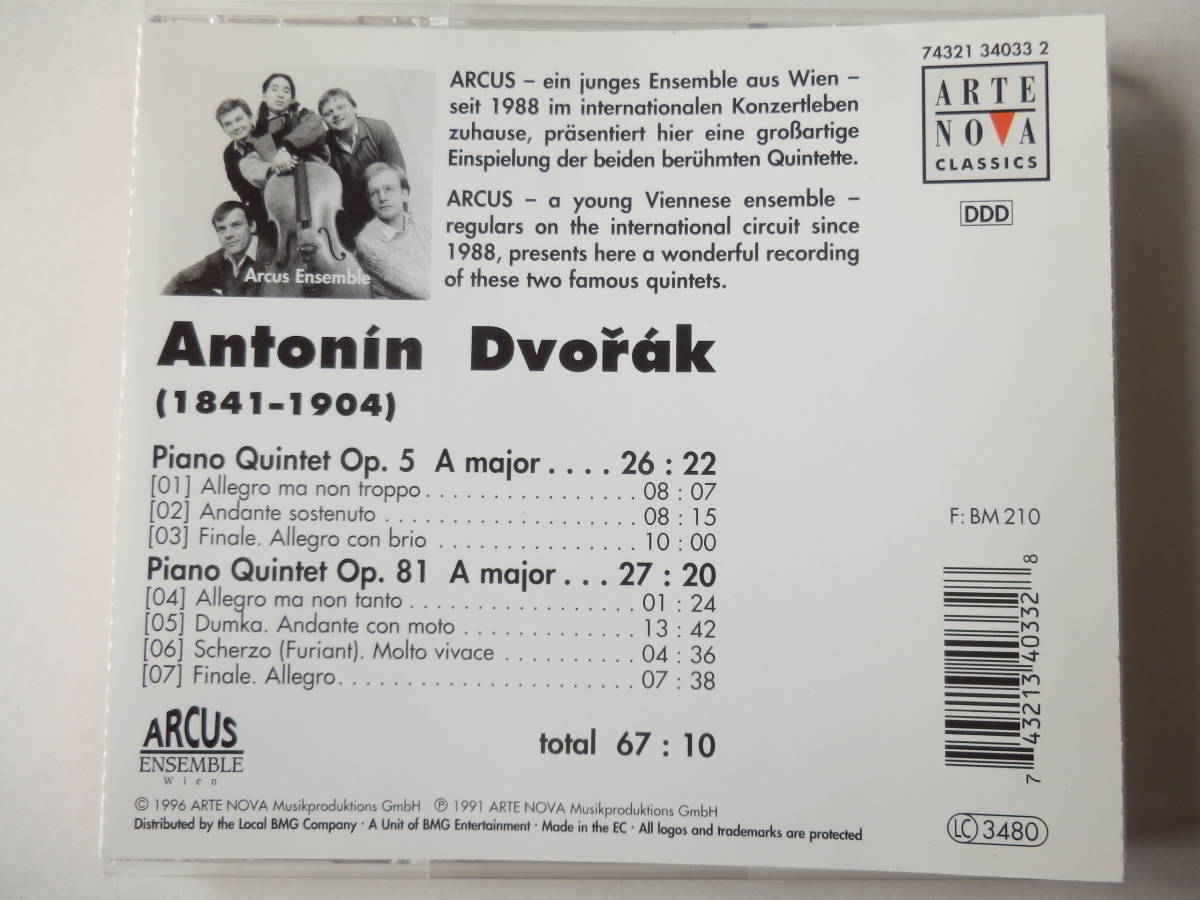 74321 34033 2
ARTE
NOVA
CLASSICS
DDD
ARCUS – ein junges Ensemble aus Wien –
seit 1988 im internationalen Konzertleben
zuhause, präsentiert hier eine großartige
Einspielung der beiden berühmten Quintette.
ARCUS – a young Viennese ensemble –
regulars on the international circuit since
1988, presents here a wonderful recording
of these two famous quintets.
Arcus Ensemble
Antonín Dvořák
(1841–1904)
Piano Quintet Op. 5 A major.... 26 : 22
[01] Allegro ma non troppo.................. 08 : 07
[02] Andante sostenuto ..................... 08 : 15
[03] Finale. Allegro con brio ................ 10 : 00
Piano Quintet Op. 81 A major... 27 : 20
[04] Allegro ma non tanto................... 01 : 24
[05] Dumka. Andante con moto .............. 13 : 42
[06] Scherzo (Furiant). Molto vivace ........... 04 : 36
[07] Finale. Allegro......................... 07 : 38
total 67 : 10
ARCUS
ENSEMBLE
Wien
F: BM 210
7 43213 40332 8
LC 3480
© 1996 ARTE NOVA Musikproduktions GmbH ℗ 1991 ARTE NOVA Musikproduktions GmbH
Distributed by the Local BMG Company · A Unit of BMG Entertainment · Made in the EC · All logos and trademarks are protected